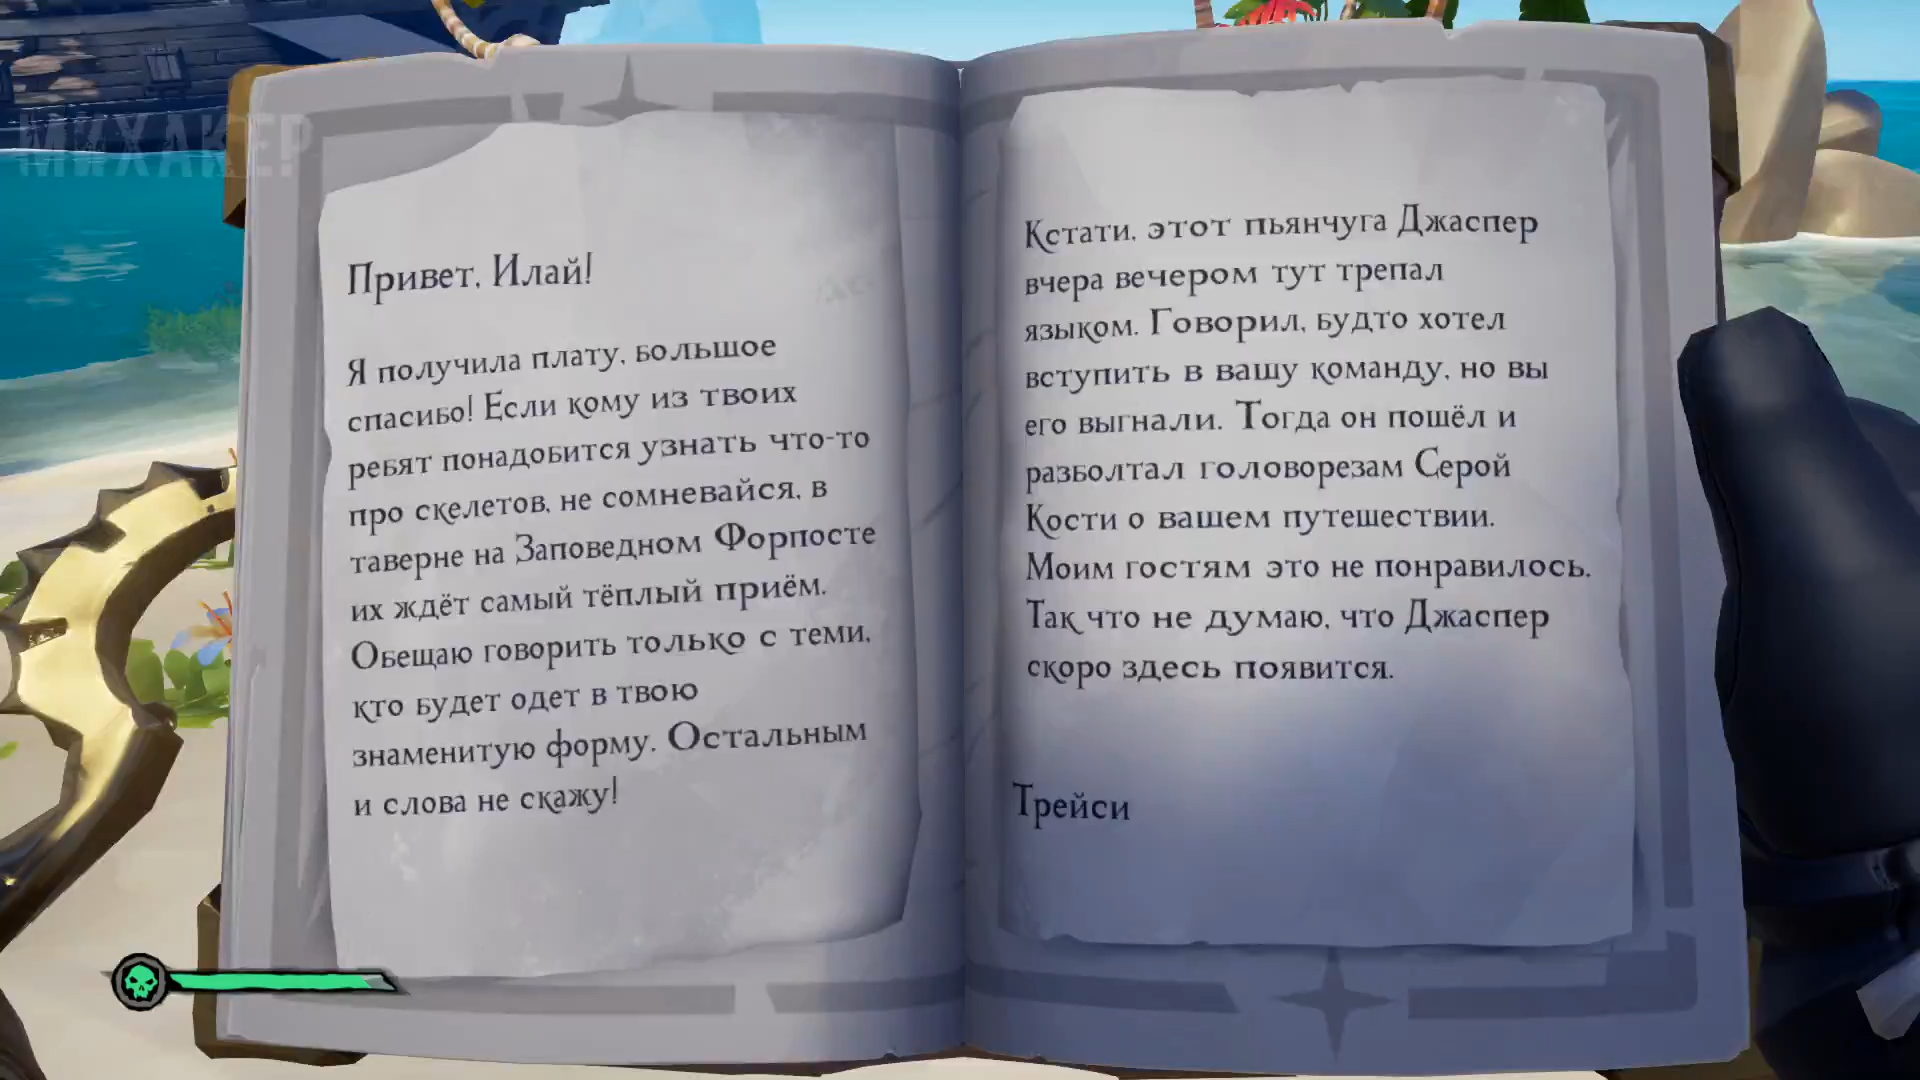 МИХАКЕР
Привет, Илай!
Я получила плату, большое
спасибо! Если кому из твоих
ребят понадобится узнать что-то
про скелетов, не сомневайся, в
таверне на Заповедном Форпосте
их ждёт самый тёплый приём.
Обещаю говорить только с теми,
кто будет одет в твою
знаменитую форму. Остальным
и слова не скажу!
Кстати, этот пьянчуга Джаспер
вчера вечером тут трепал
языком. Говорил, будто хотел
вступить в вашу команду, но вы
его выгнали. Тогда он пошёл и
разболтал головорезам Серой
Кости о вашем путешествии.
Моим гостям это не понравилось.
Так что не думаю, что Джаспер
скоро здесь появится.
Трейси